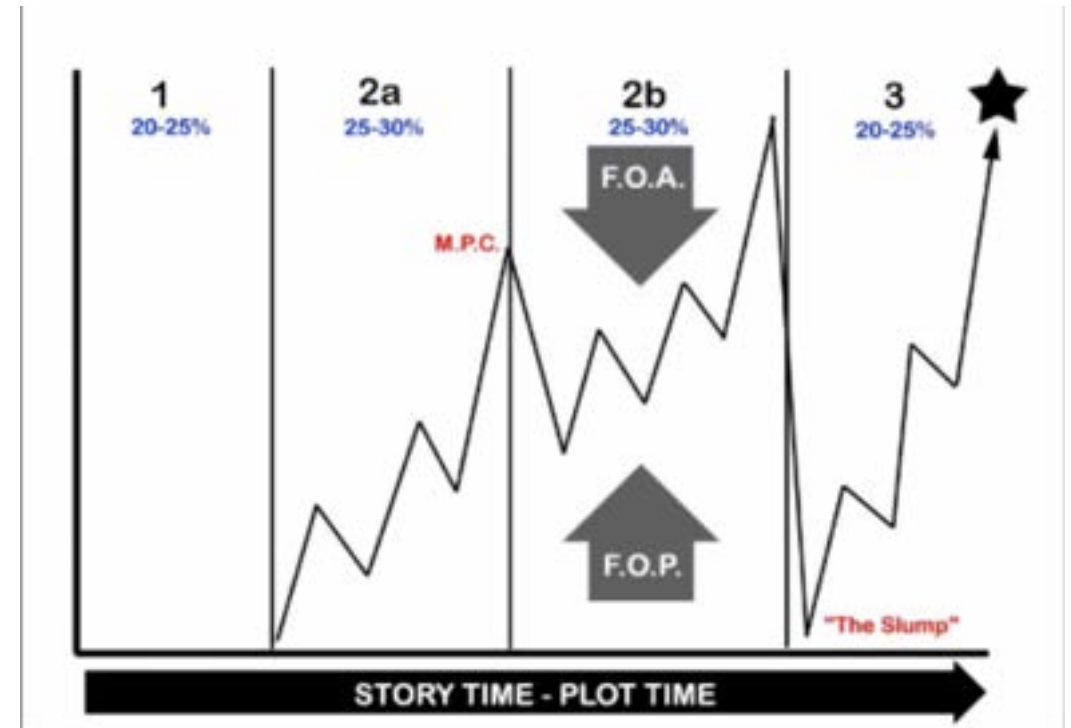 1
20-25%
2a
25-30%
2b
25-30%
3
20-25%
F.O.A.
M.P.C.
F.O.P.
"The Slump"
STORY TIME - PLOT TIME